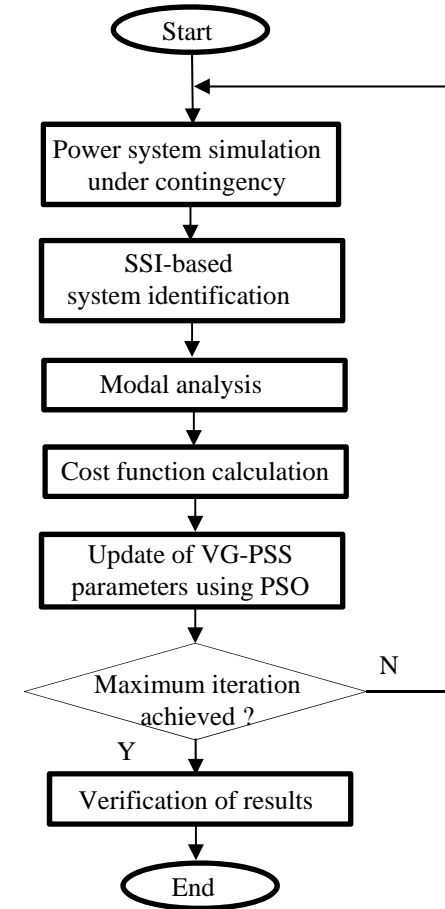 Start
Power system simulation
under contingency
SSI-based
system identification
Modal analysis
Cost function calculation
Update of VG-PSS
parameters using PSO
Maximum iteration
achieved ?
N
Y
Verification of results
End